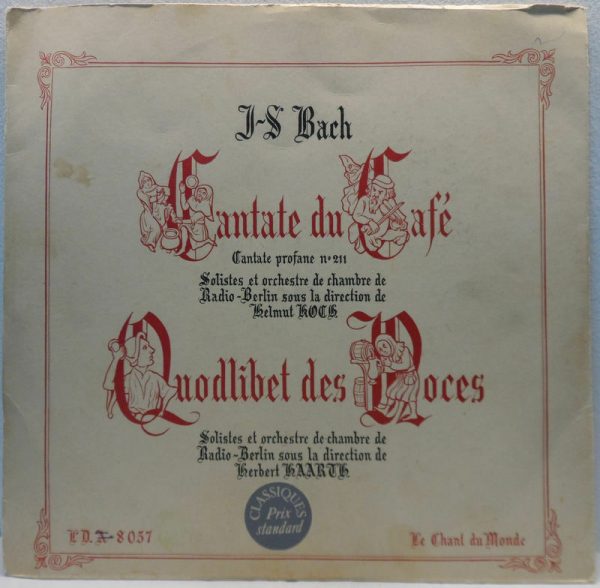 J-S Bach
Cantate du Café
Cantate profane nº 211
Solistes et orchestre de chambre de
Radio-Berlin sous la direction de
Helmut KOCH
Quodlibet des Noces
Solistes et orchestre de chambre de
Radio-Berlin sous la direction de
Herbert HAARTH
CLASSIQUES
Prix
standard
LD.A-8057
Le Chant du Monde